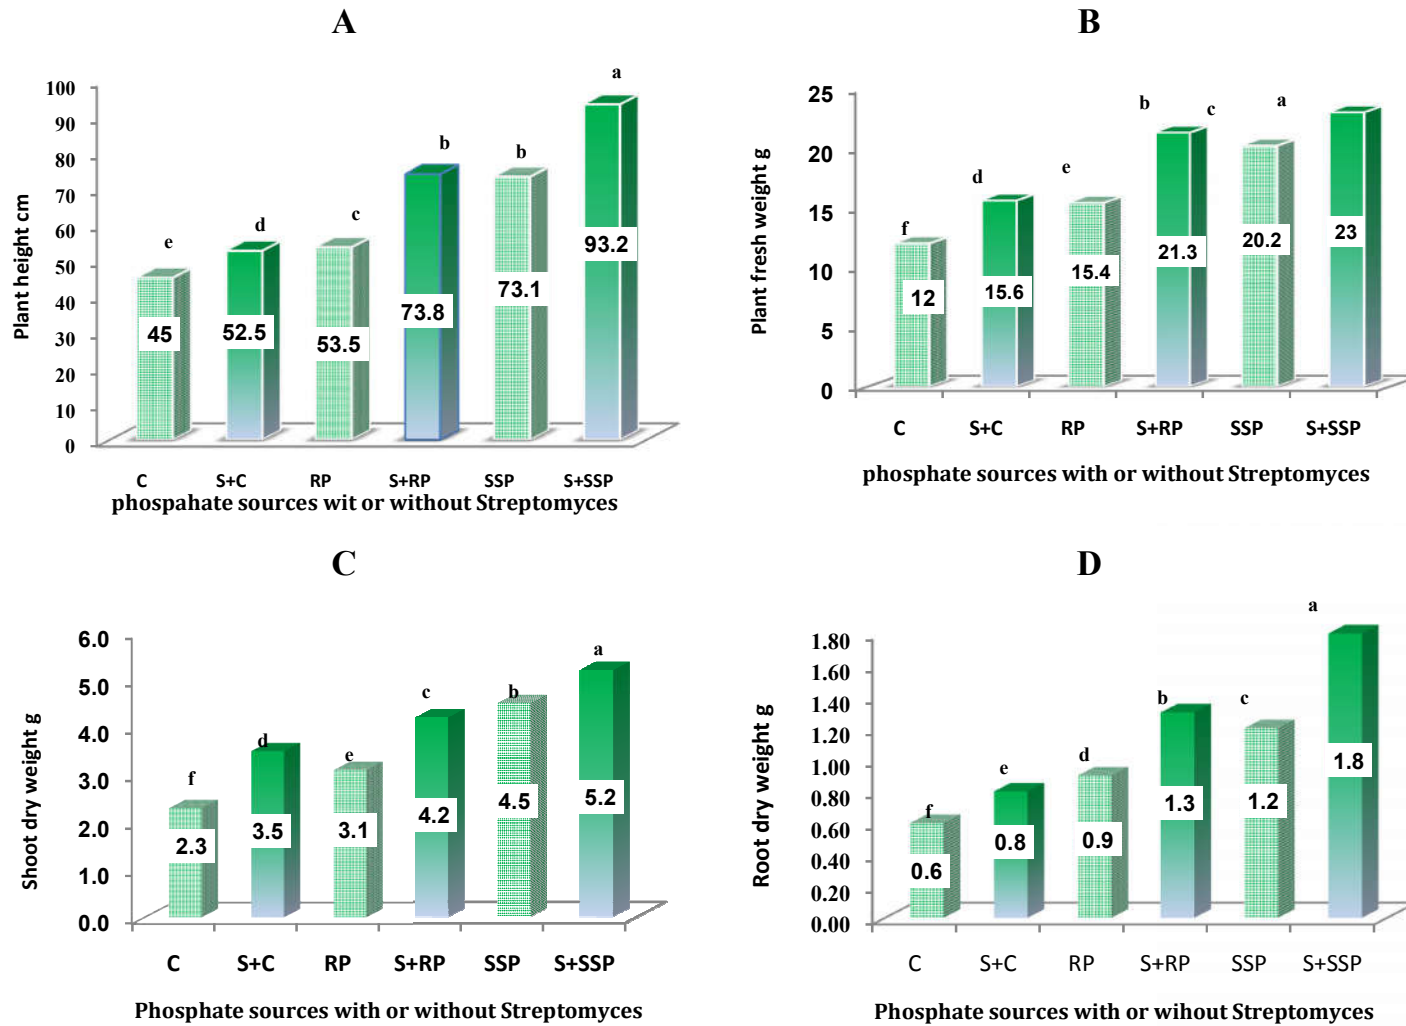 A
Plant height cm
100
90
80
70
60
50
40
30
20
10
0
e
d
c
b
b
a
45
52.5
53.5
73.8
73.1
93.2
C S+C RP S+RP SSP S+SSP
phospahate sources wit or without Streptomyces
B
Plant fresh weight g
25
20
15
10
5
0
f
d
e
b
c
a
12
15.6
15.4
21.3
20.2
23
C S+C RP S+RP SSP S+SSP
phosphate sources with or without Streptomyces
C
Shoot dry weight g
6.0
5.0
4.0
3.0
2.0
1.0
0.0
f
d
e
c
b
a
2.3
3.5
3.1
4.2
4.5
5.2
C S+C RP S+RP SSP S+SSP
Phosphate sources with or without Streptomyces
D
Root dry weight g
1.80
1.60
1.40
1.20
1.00
0.80
0.60
0.40
0.20
0.00
f
e
d
b
c
a
0.6
0.8
0.9
1.3
1.2
1.8
C S+C RP S+RP SSP S+SSP
Phosphate sources with or wihout Streptomyces